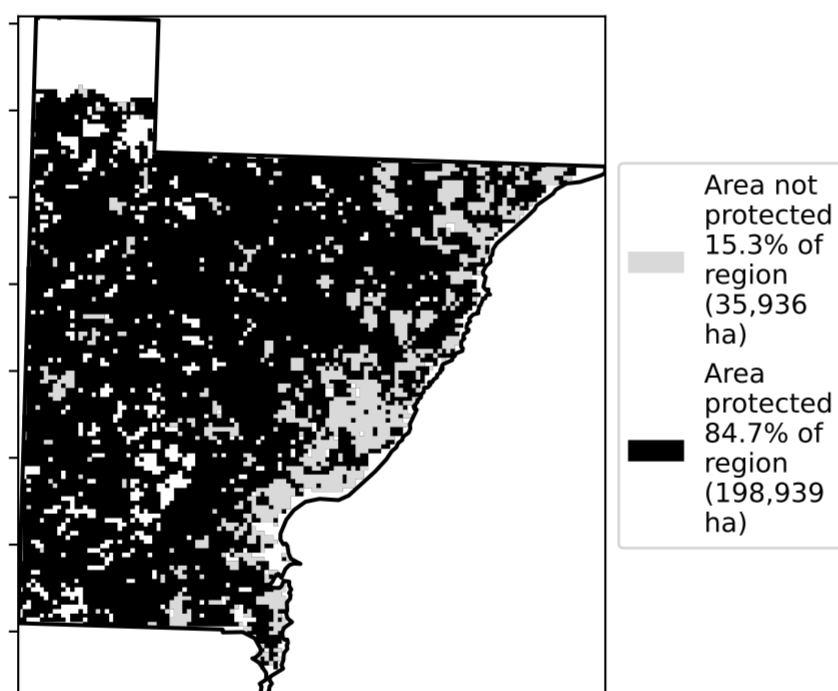 Area not
protected
15.3% of
region
(35,936
ha)
Area
protected
84.7% of
region
(198,939
ha)